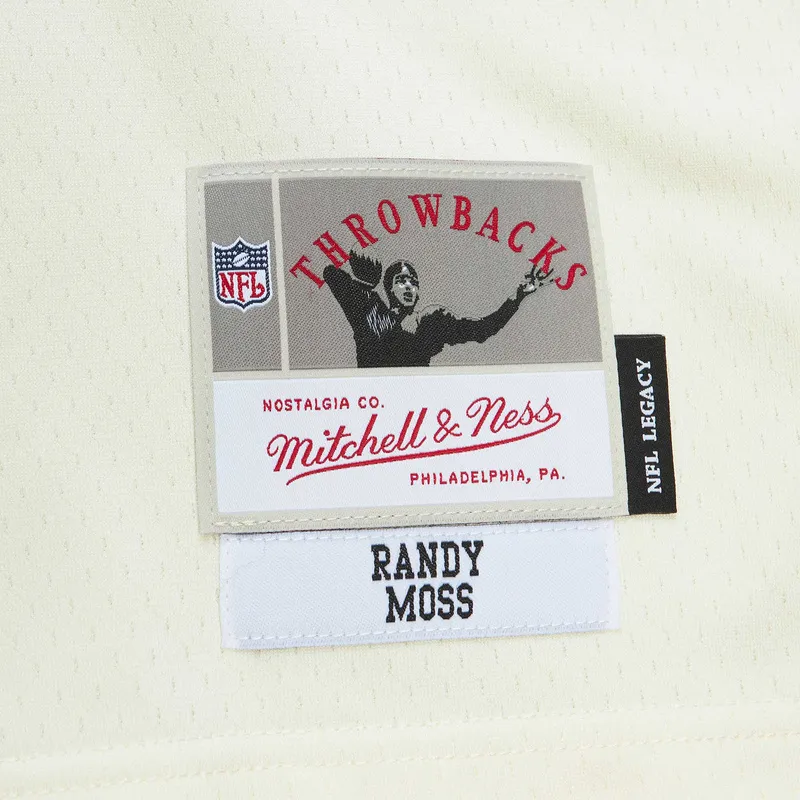 THROWBACKS
NFL
NOSTALGIA CO.
Mitchell & Ness
PHILADELPHIA, PA.
NFL LEGACY
RANDY
MOSS